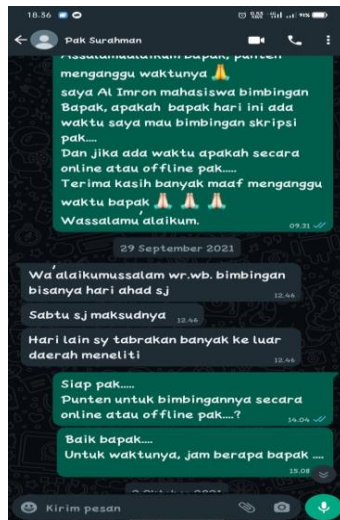 18.36
Pak Surahman
Assalamualaikum bapak, punten
menganggu waktunya 🙏
saya Al Imron mahasiswa bimbingan
Bapak, apakah bapak hari ini ada
waktu saya mau bimbingan skripsi
pak....
Dan jika ada waktu apakah secara
online atau offline pak.....
Terima kasih banyak maaf menganggu
waktu bapak 🙏 🙏 🙏
Wassalamu'alaikum.
09.31
29 September 2021
Wa'alaikumussalam wr.wb. bimbingan
bisanya hari ahad sj
12.46
Sabtu sj maksudnya
12.46
Hari lain sy tabrakan banyak ke luar
daerah meneliti
12.46
Siap pak.....
Punten untuk bimbingannya secara
online atau offline pak....?
14.04
Baik bapak....
Untuk waktunya, jam berapa bapak ....
15.08
2 Oktober 2021
Kirim pesan